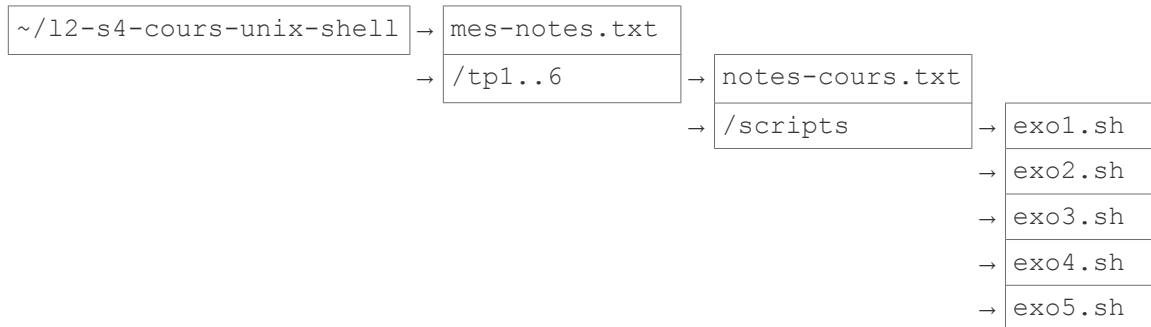 ~/l2-s4-cours-unix-shell → mes-notes.txt
→ /tp1..6 → notes-cours.txt
→ /scripts → exo1.sh
→ exo2.sh
→ exo3.sh
→ exo4.sh
→ exo5.sh